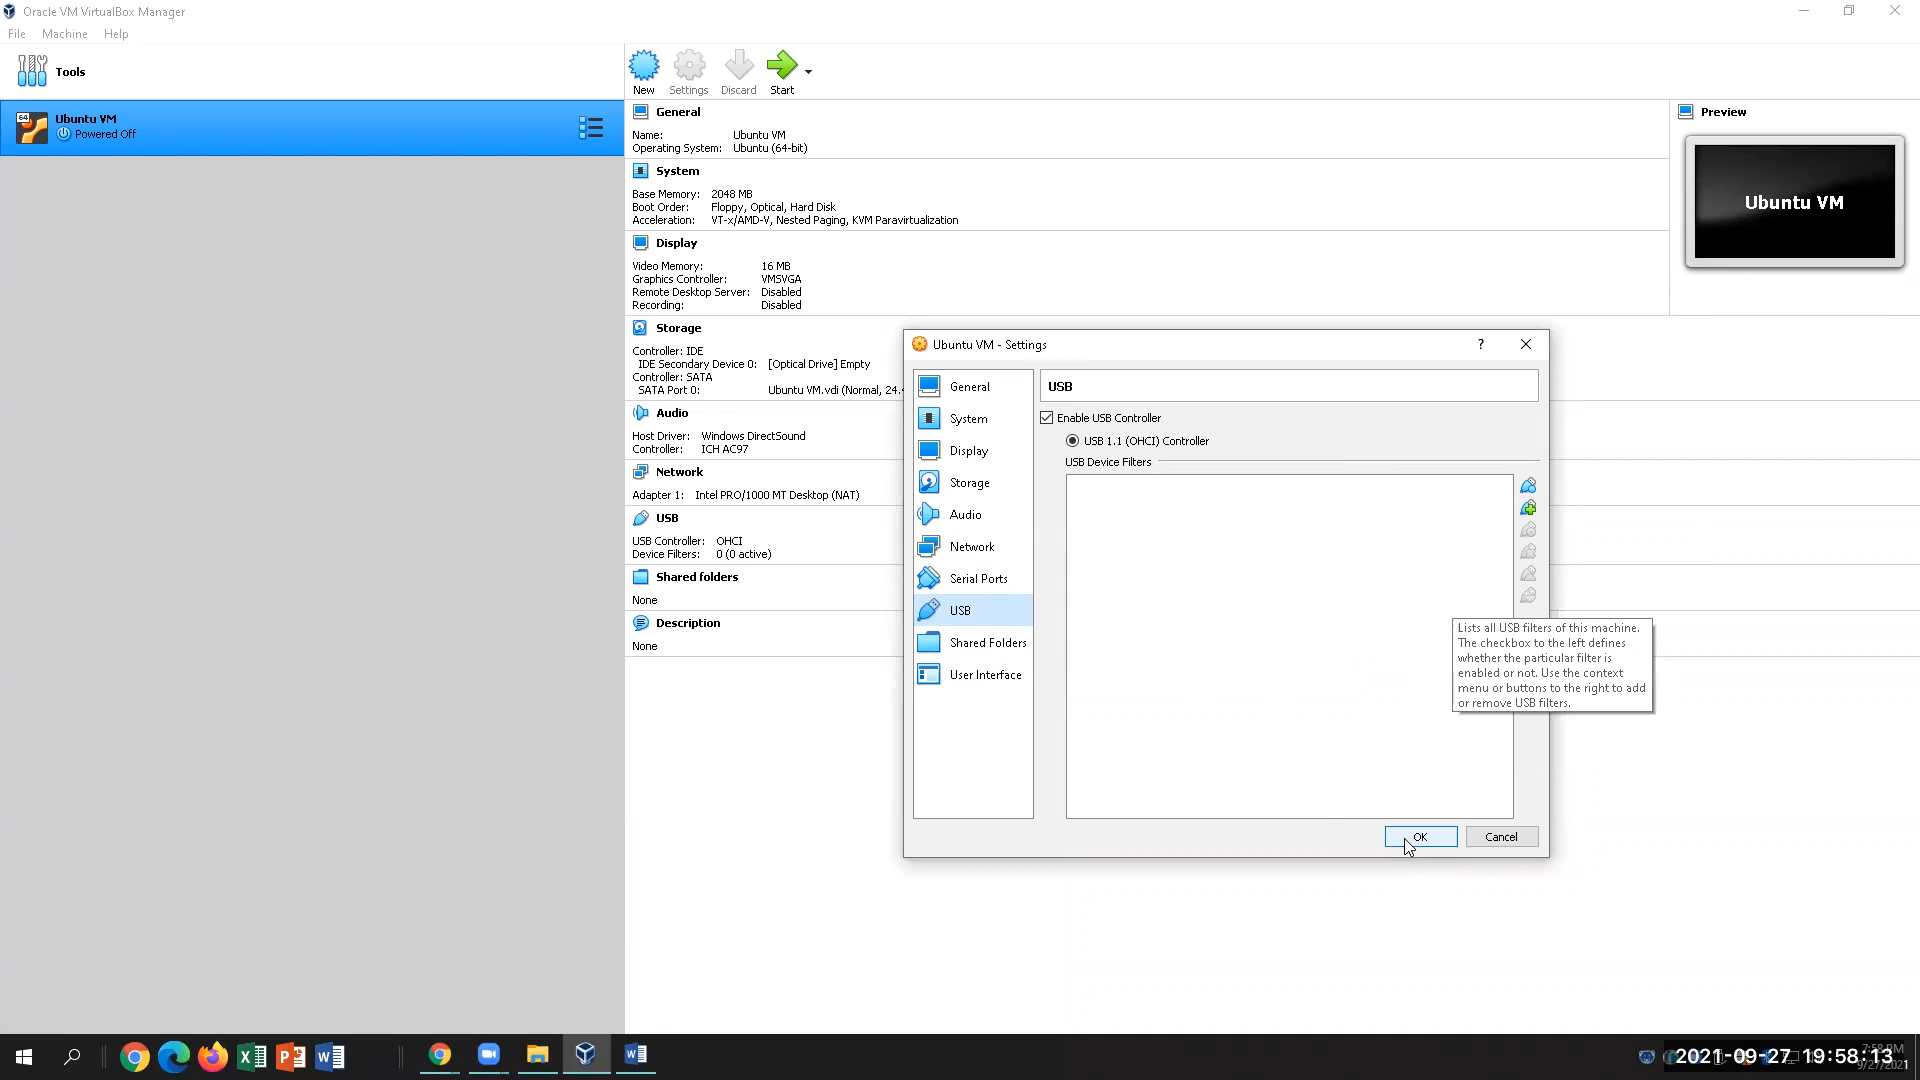 Oracle VM VirtualBox Manager
File Machine Help
Tools
64
Ubuntu VM
Powered Off
New Settings Discard Start
General
Name: Ubuntu VM
Operating System: Ubuntu (64-bit)
System
Base Memory: 2048 MB
Boot Order: Floppy, Optical, Hard Disk
Acceleration: VT-x/AMD-V, Nested Paging, KVM Paravirtualization
Display
Video Memory: 16 MB
Graphics Controller: VMSVGA
Remote Desktop Server: Disabled
Recording: Disabled
Storage
Controller: IDE
IDE Secondary Device 0: [Optical Drive] Empty
Controller: SATA
SATA Port 0: Ubuntu VM.vdi (Normal, 24.
Audio
Host Driver: Windows DirectSound
Controller: ICH AC97
Network
Adapter 1: Intel PRO/1000 MT Desktop (NAT)
USB
USB Controller: OHCI
Device Filters: 0 (0 active)
Shared folders
None
Description
None
Preview
Ubuntu VM
Ubuntu VM - Settings
?
General
System
Display
Storage
Audio
Network
Serial Ports
USB
Shared Folders
User Interface
USB
Enable USB Controller
USB 1.1 (OHCI) Controller
USB Device Filters
Lists all USB filters of this machine.
The checkbox to the left defines
whether the particular filter is
enabled or not. Use the context
menu or buttons to the right to add
or remove USB filters.
OK Cancel
2021-09-27 19:58:13
7:58 PM
9/27/2021